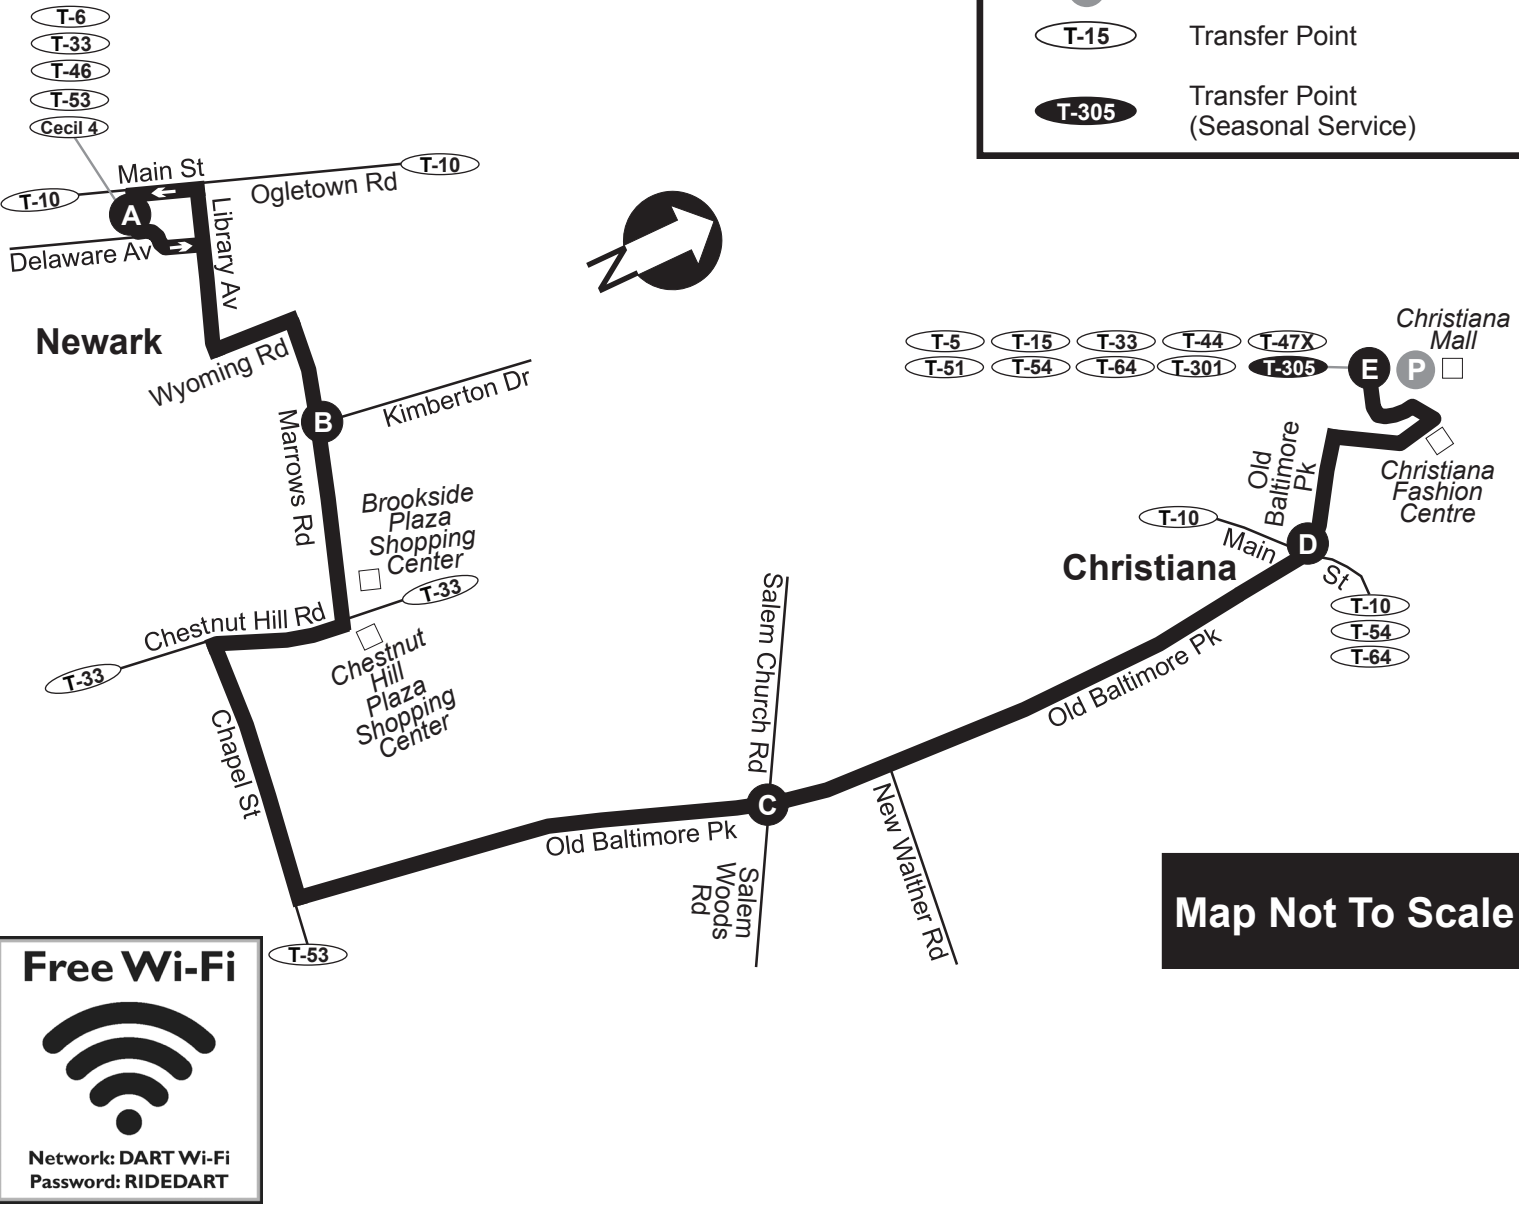 T-6
T-33
T-46
T-53
Cecil 4
T-15 Transfer Point
T-305 Transfer Point
(Seasonal Service)
Main St
T-10
T-10
Ogletown Rd
A
Library Av
Delaware Av
Newark
Wyoming Rd
N
B
Kimberton Dr
Marrows Rd
Brookside
Plaza
Shopping
Center
T-33
Chestnut Hill Rd
T-33
Chestnut
Hill
Plaza
Shopping
Center
Chapel St
T-53
Old Baltimore Pk
C
Salem Church Rd
Salem
Woods
Rd
New Walther Rd
Old Baltimore Pk
Christiana
T-10
Main
St
D
T-10
T-54
T-64
Old
Baltimore
Pk
T-5 T-15 T-33 T-44 T-47X
T-51 T-54 T-64 T-301 T-305
E
P
Christiana
Mall
Christiana
Fashion
Centre
Map Not To Scale
Free Wi-Fi
Network: DART Wi-Fi
Password: RIDEDART